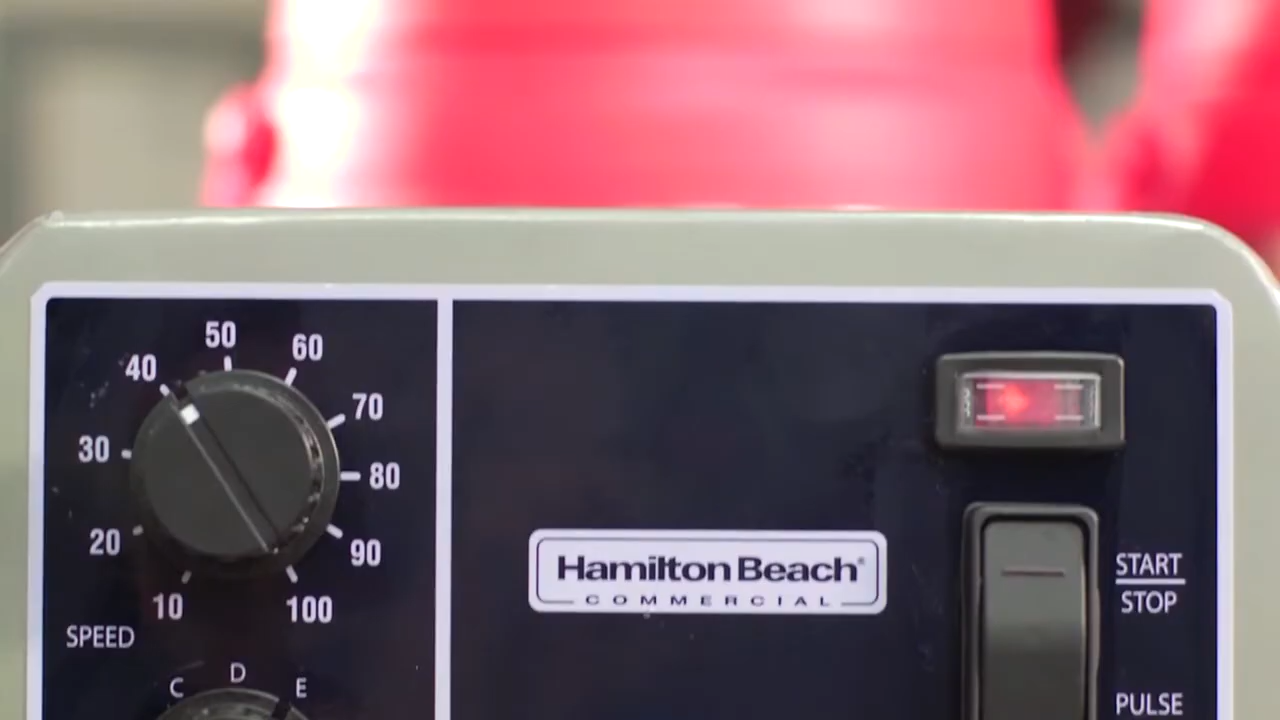 50
60
40
70
30
80
20
90
10
100
SPEED
C
D
E
Hamilton Beach®
COMMERCIAL
START
STOP
PULSE